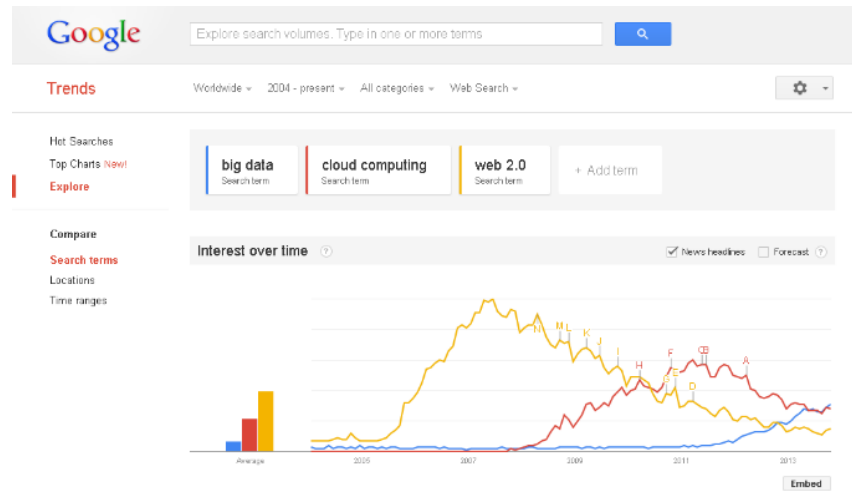 Google
Explore search volumes. Type in one or more terms
Trends
Worldwide
2004 - present
All categories
Web Search
Hot Searches
Top Charts New!
Explore
big data
Search term
cloud computing
Search term
web 2.0
Search term
+ Add term
Compare
Search terms
Locations
Time ranges
Interest over time ?
News headlines
Forecast ?
N
M L
K
J
I
H
F
E
D
A
Average
2005
2007
2009
2011
2013
Embed